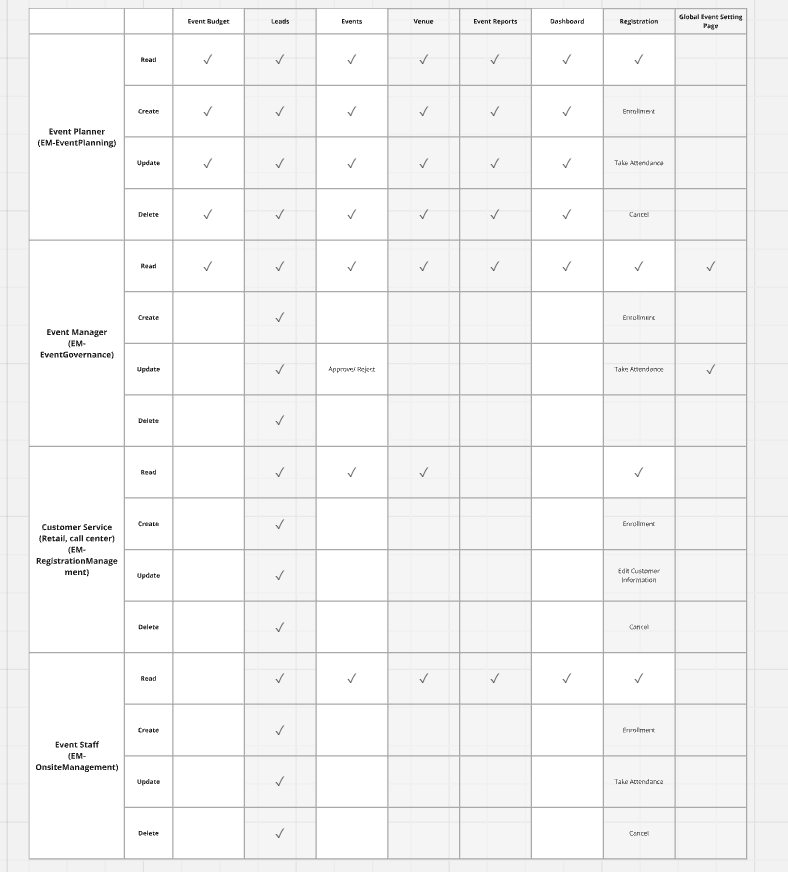 Event Budget Leads Events Venue Event Reports Dashboard Registration Global Event Setting
Page
Event Planner
(EM-EventPlanning)
Read ✓ ✓ ✓ ✓ ✓ ✓ ✓
Create ✓ ✓ ✓ ✓ ✓ ✓ Enrollment
Update ✓ ✓ ✓ ✓ ✓ ✓ Take Attendance
Delete ✓ ✓ ✓ ✓ ✓ ✓ Cancel
Event Manager
(EM-
EventGovernance)
Read ✓ ✓ ✓ ✓ ✓ ✓ ✓ ✓
Create ✓ Enrollment
Update ✓ Approve/ Reject Take Attendance ✓
Delete ✓
Customer Service
(Retail, call center)
(EM-
RegistrationManage
ment)
Read ✓ ✓ ✓ ✓
Create ✓ Enrollment
Update ✓ Edit Customer
Information
Delete ✓ Cancel
Event Staff
(EM-
OnsiteManagement)
Read ✓ ✓ ✓ ✓ ✓ ✓
Create ✓ Enrollment
Update ✓ Take Attendance
Delete ✓ Cancel